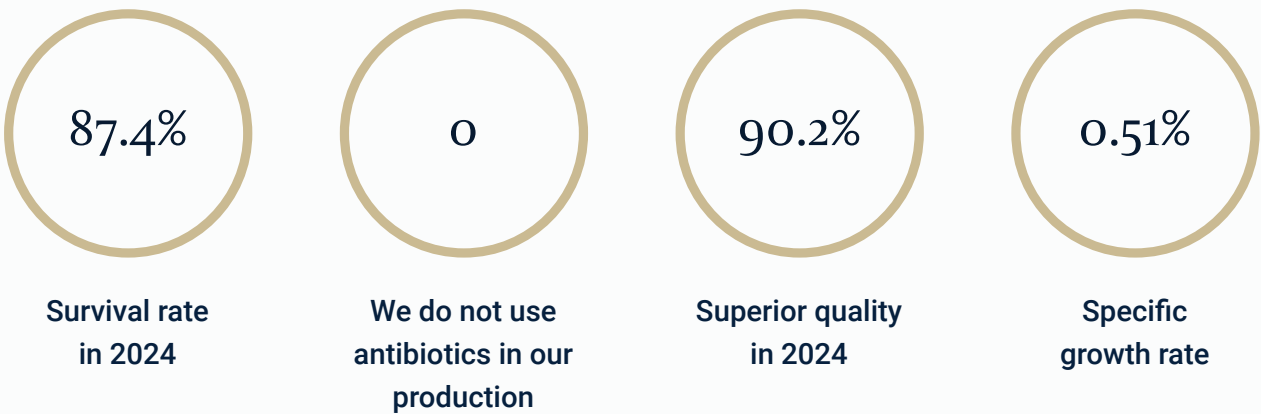 87.4%
0
90.2%
0.51%
Survival rate
in 2024
We do not use
antibiotics in our
production
Superior quality
in 2024
Specific
growth rate